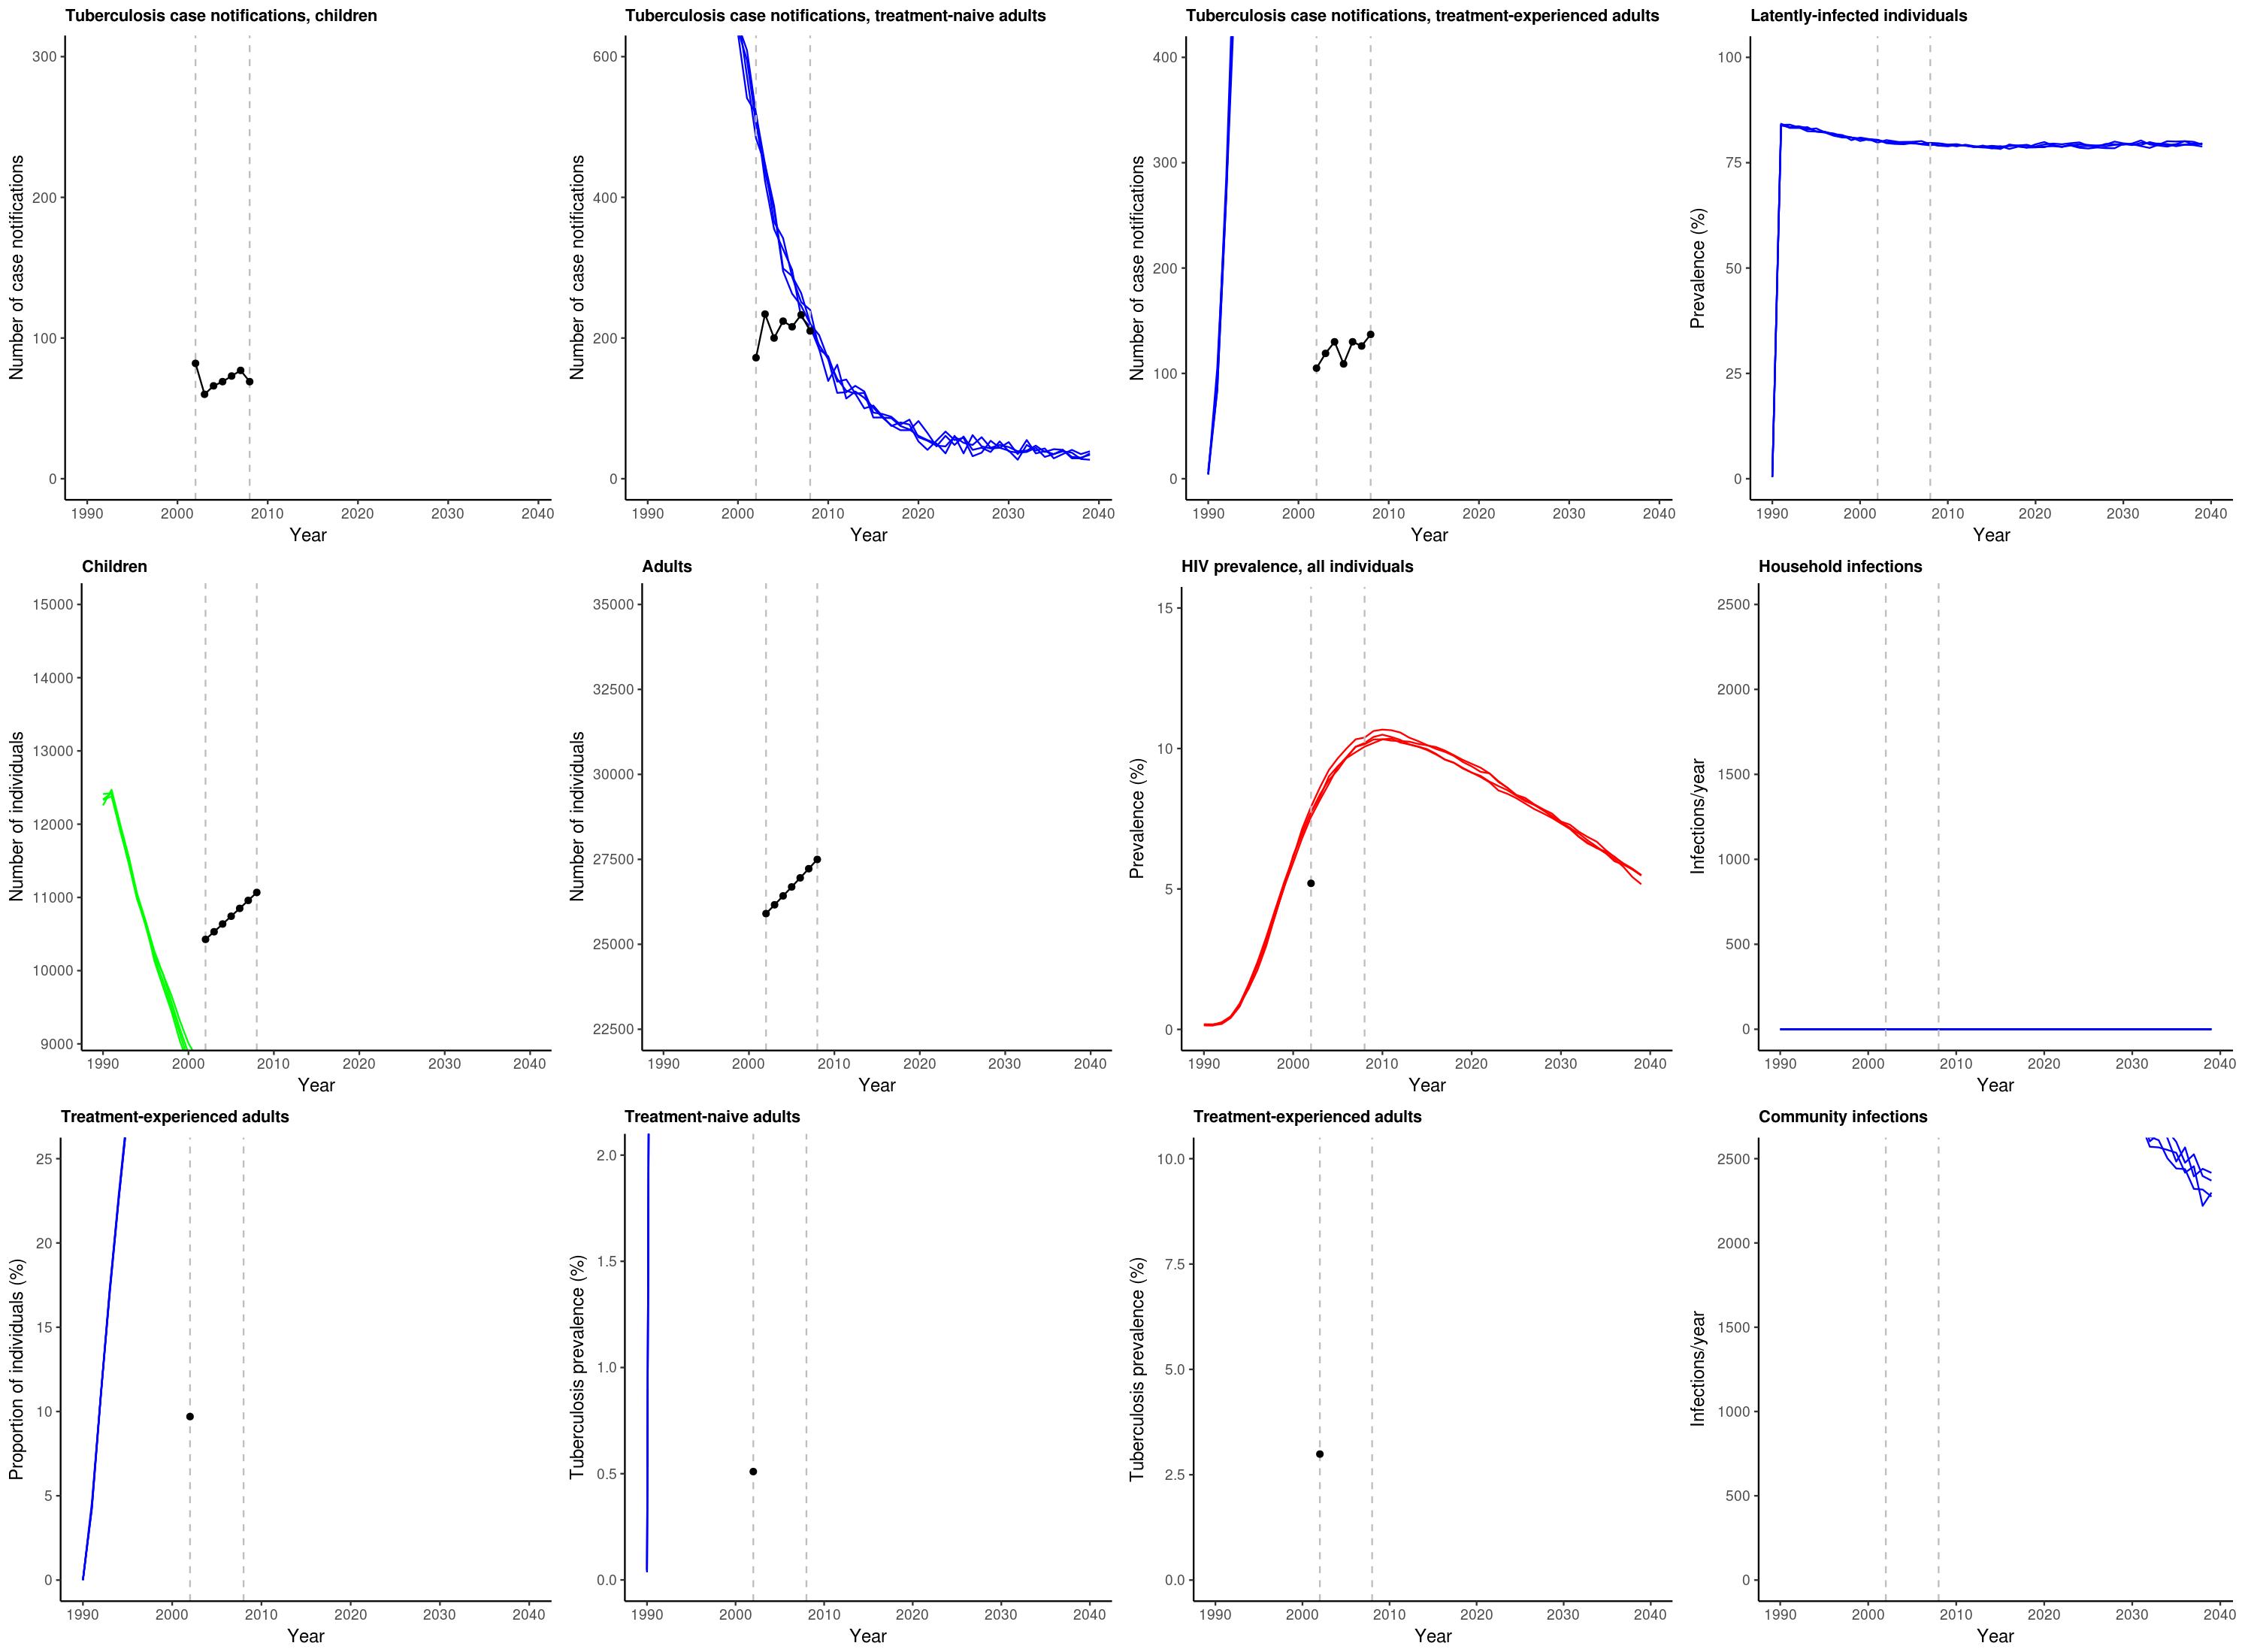 Tuberculosis case notifications, children
Number of case notifications
300
200
100
0
1990 2000 2010 2020 2030 2040
Year
Tuberculosis case notifications, treatment-naive adults
Number of case notifications
600
400
200
0
1990 2000 2010 2020 2030 2040
Year
Tuberculosis case notifications, treatment-experienced adults
Number of case notifications
400
300
200
100
0
1990 2000 2010 2020 2030 2040
Year
Latently-infected individuals
Prevalence (%)
100
75
50
25
0
1990 2000 2010 2020 2030 2040
Year
Children
Number of individuals
15000
14000
13000
12000
11000
10000
9000
1990 2000 2010 2020 2030 2040
Year
Adults
Number of individuals
35000
32500
30000
27500
25000
22500
1990 2000 2010 2020 2030 2040
Year
HIV prevalence, all individuals
Prevalence (%)
15
10
5
0
1990 2000 2010 2020 2030 2040
Year
Household infections
Infections/year
2500
2000
1500
1000
500
0
1990 2000 2010 2020 2030 2040
Year
Treatment-experienced adults
Proportion of individuals (%)
25
20
15
10
5
0
1990 2000 2010 2020 2030 2040
Year
Treatment-naive adults
Tuberculosis prevalence (%)
2.0
1.5
1.0
0.5
0.0
1990 2000 2010 2020 2030 2040
Year
Treatment-experienced adults
Tuberculosis prevalence (%)
10.0
7.5
5.0
2.5
0.0
1990 2000 2010 2020 2030 2040
Year
Community infections
Infections/year
2500
2000
1500
1000
500
0
1990 2000 2010 2020 2030 2040
Year